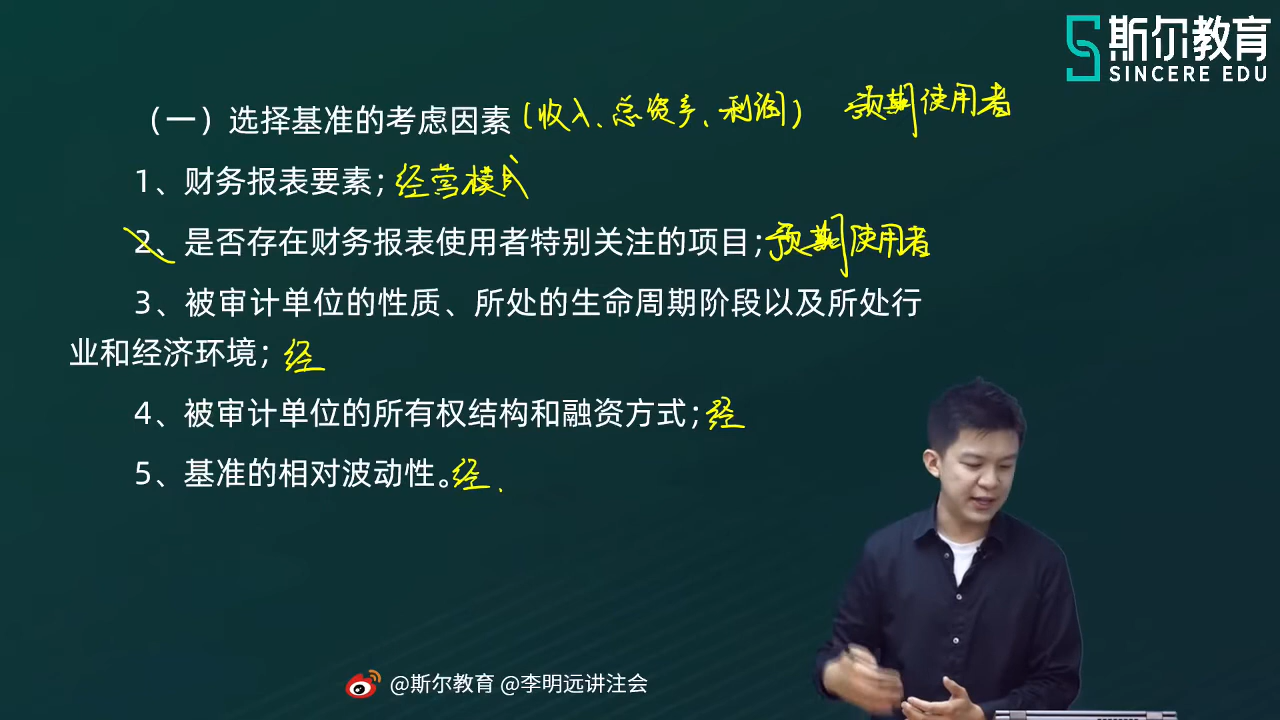 斯尔教育
SINCERE EDU
（一）选择基准的考虑因素（收入、总资产、利润） 预期使用者
1、财务报表要素；经营模式
2、是否存在财务报表使用者特别关注的项目；预期使用者
3、被审计单位的性质、所处的生命周期阶段以及所处行
业和经济环境；经
4、被审计单位的所有权结构和融资方式；经
5、基准的相对波动性。经
@斯尔教育 @李明远讲注会